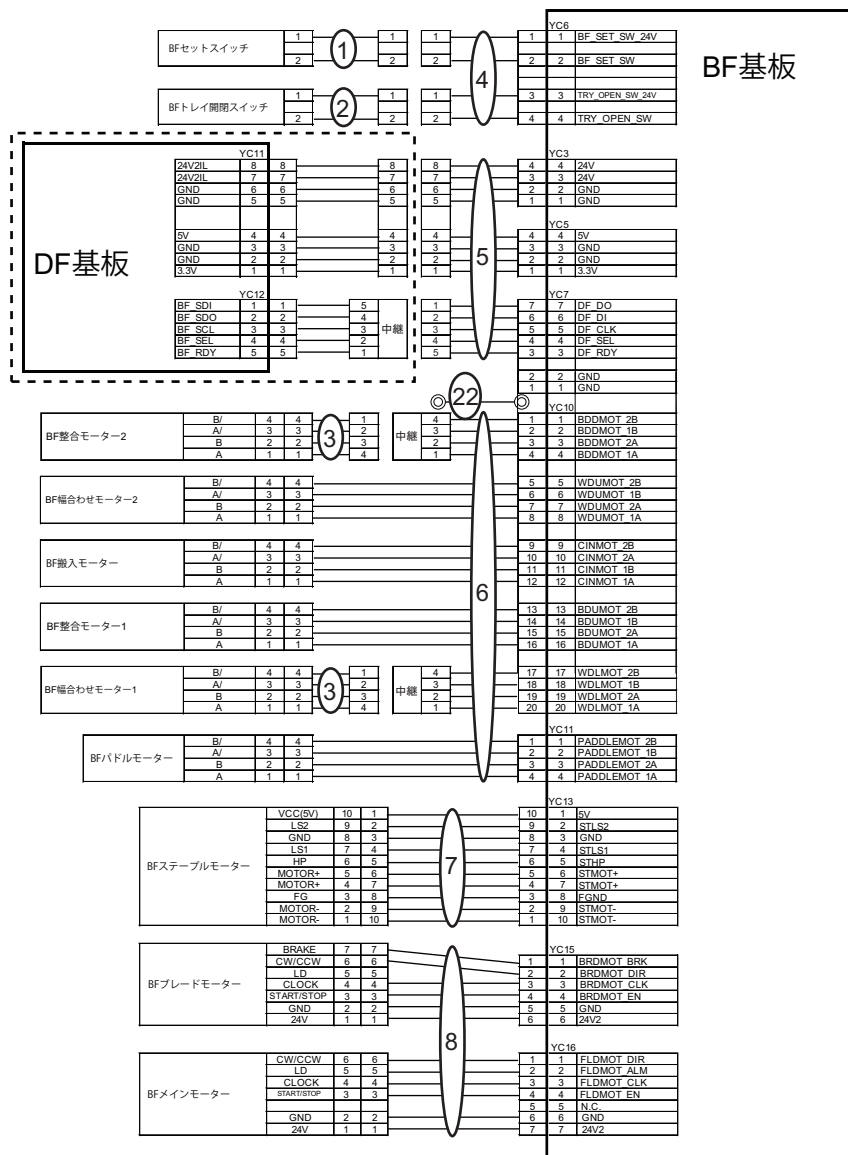 YC6
BFセットスイッチ 1 1 1 1 1 BF_SET_SW_24V
2 2 2 2 2 BF_SET_SW
1
4
BF基板
BFトレイ開閉スイッチ 1 1 1 3 3 TRY_OPEN_SW_24V
2 2 2 4 4 TRY_OPEN_SW
2
DF基板
YC11 YC3
24V2IL 8 8 8 8 4 4 24V
24V2IL 7 7 7 7 3 3 24V
GND 6 6 6 6 2 2 GND
GND 5 5 5 5 1 1 GND
YC5
5V 4 4 4 4 4 4 5V
GND 3 3 3 3 3 3 GND
GND 2 2 2 2 2 2 GND
3.3V 1 1 1 1 1 1 3.3V
5
YC12 YC7
BF_SDI 1 1 5 1 7 7 DF_DO
BF_SDO 2 2 4 2 6 6 DF_DI
BF_SCL 3 3 3 中継 3 5 5 DF_CLK
BF_SEL 4 4 2 4 4 4 DF_SEL
BF_RDY 5 5 1 5 3 3 DF_RDY
2 2 GND
1 1 GND
22
YC10
BF整合モーター2
B/ 4 4 1 4 1 1 BDDMOT_2B
A/ 3 3 2 3 2 2 BDDMOT_1B
B 2 2 3 2 3 3 BDDMOT_2A
A 1 1 4 1 4 4 BDDMOT_1A
3
中継
BF幅合わせモーター2
B/ 4 4 5 5 WDUMOT_2B
A/ 3 3 6 6 WDUMOT_1B
B 2 2 7 7 WDUMOT_2A
A 1 1 8 8 WDUMOT_1A
BF搬入モーター
B/ 4 4 9 9 CINMOT_2B
A/ 3 3 10 10 CINMOT_2A
B 2 2 11 11 CINMOT_1B
A 1 1 12 12 CINMOT_1A
6
BF整合モーター1
B/ 4 4 13 13 BDUMOT_2B
A/ 3 3 14 14 BDUMOT_1B
B 2 2 15 15 BDUMOT_2A
A 1 1 16 16 BDUMOT_1A
BF幅合わせモーター1
B/ 4 4 1 4 17 17 WDLMOT_2B
A/ 3 3 2 3 18 18 WDLMOT_1B
B 2 2 3 2 19 19 WDLMOT_2A
A 1 1 4 1 20 20 WDLMOT_1A
3
中継
YC11
BFパドルモーター
B/ 4 4 1 1 PADDLEMOT_2B
A/ 3 3 2 2 PADDLEMOT_1B
B 2 2 3 3 PADDLEMOT_2A
A 1 1 4 4 PADDLEMOT_1A
YC13
BFステープルモーター
VCC(5V) 10 1 10 1 5V
LS2 9 2 9 2 STLS2
GND 8 3 8 3 GND
LS1 7 4 7 4 STLS1
HP 6 5 6 5 STHP
MOTOR+ 5 6 5 6 STMOT+
MOTOR+ 4 7 4 7 STMOT+
FG 3 8 3 8 FGND
MOTOR- 2 9 2 9 STMOT-
MOTOR- 1 10 1 10 STMOT-
7
YC15
BFブレードモーター
BRAKE 7 7 1 1 BRDMOT_BRK
CW/CCW 6 6 2 2 BRDMOT_DIR
LD 5 5
CLOCK 4 4 3 3 BRDMOT_CLK
START/STOP 3 3 4 4 BRDMOT_EN
GND 2 2 5 5 GND
24V 1 1 6 6 24V2
8
YC16
BFメインモーター
CW/CCW 6 6 1 1 FLDMOT_DIR
LD 5 5 2 2 FLDMOT_ALM
CLOCK 4 4 3 3 FLDMOT_CLK
START/STOP 3 3 4 4 FLDMOT_EN
5 5 N.C.
GND 2 2 6 6 GND
24V 1 1 7 7 24V2